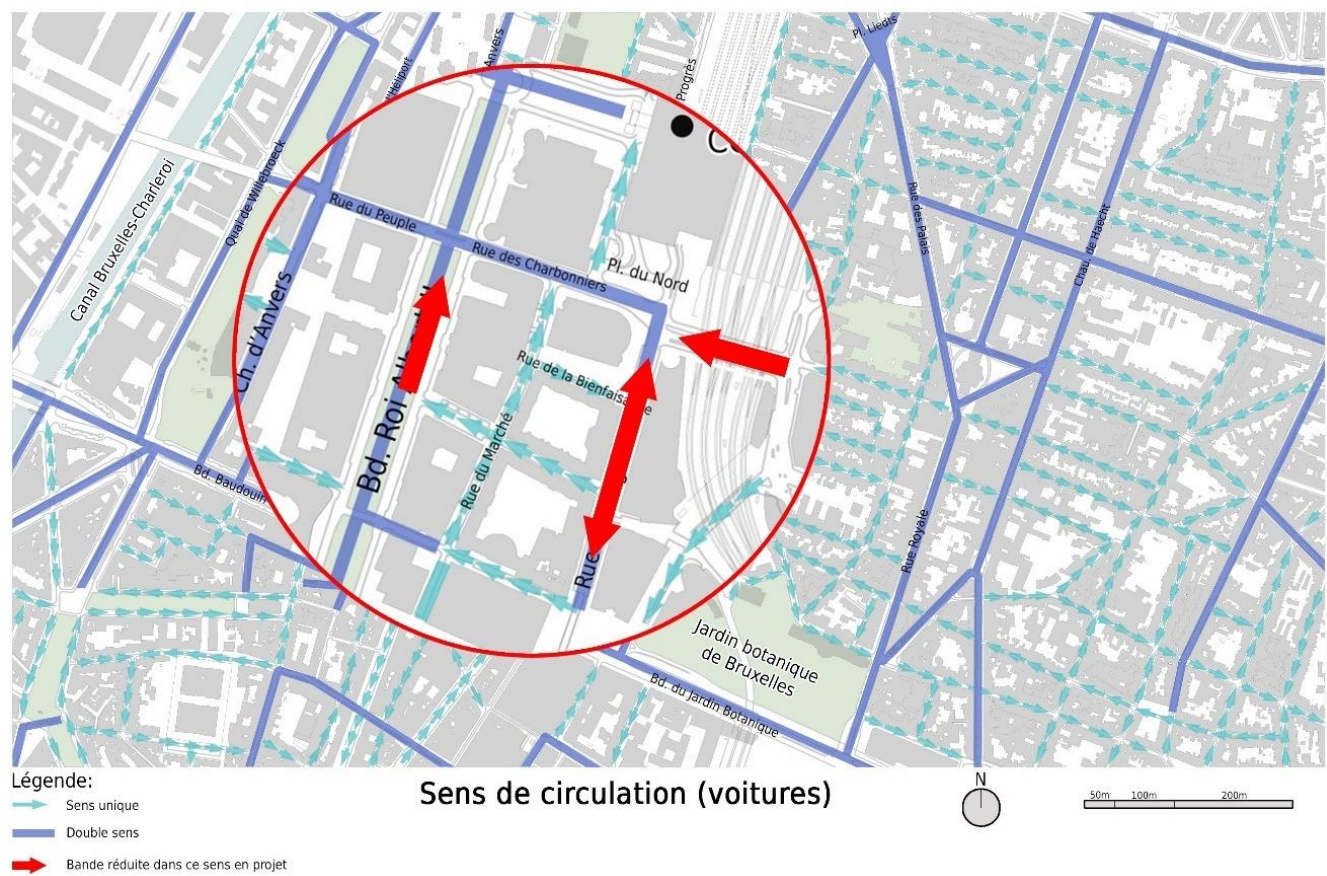 Pl. Liedts
Anvers
d'Héliport
Progrès
Quai de Willebroeck
Canal Bruxelles-Charleroi
Rue du Peuple
Rue des Charbonniers
Pl. du Nord
Rue des Palais
Chau. de Haecht
Ch. d'Anvers
Rue de la Bienfaisance
Bd. Roi
Rue du Marché
Bd. Baudouin
Rue
Rue Royale
Jardin botanique
de Bruxelles
Bd. du Jardin Botanique
Légende:
Sens unique
Double sens
Bande réduite dans ce sens en projet
Sens de circulation (voitures)
N
50m 100m 200m